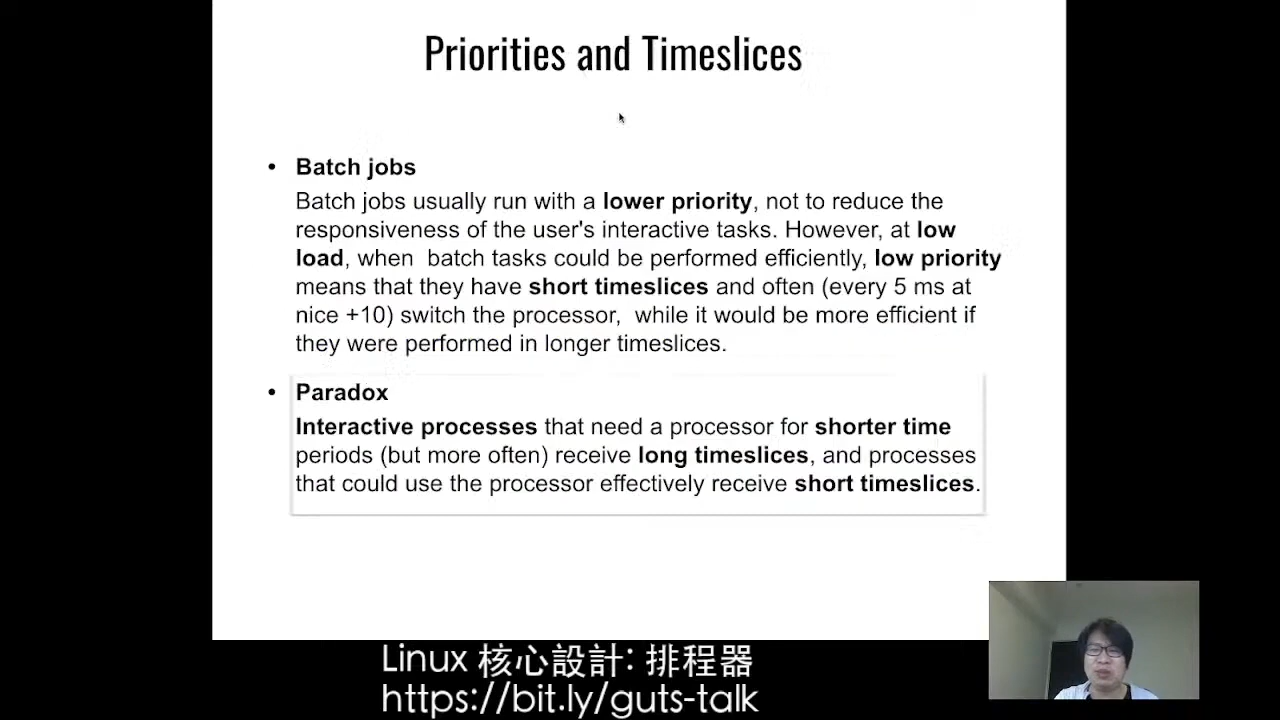 Priorities and Timeslices
• Batch jobs
Batch jobs usually run with a lower priority, not to reduce the
responsiveness of the user's interactive tasks. However, at low
load, when batch tasks could be performed efficiently, low priority
means that they have short timeslices and often (every 5 ms at
nice +10) switch the processor, while it would be more efficient if
they were performed in longer timeslices.
• Paradox
Interactive processes that need a processor for shorter time
periods (but more often) receive long timeslices, and processes
that could use the processor effectively receive short timeslices.
Linux 核心設計: 排程器
https://bit.ly/guts-talk